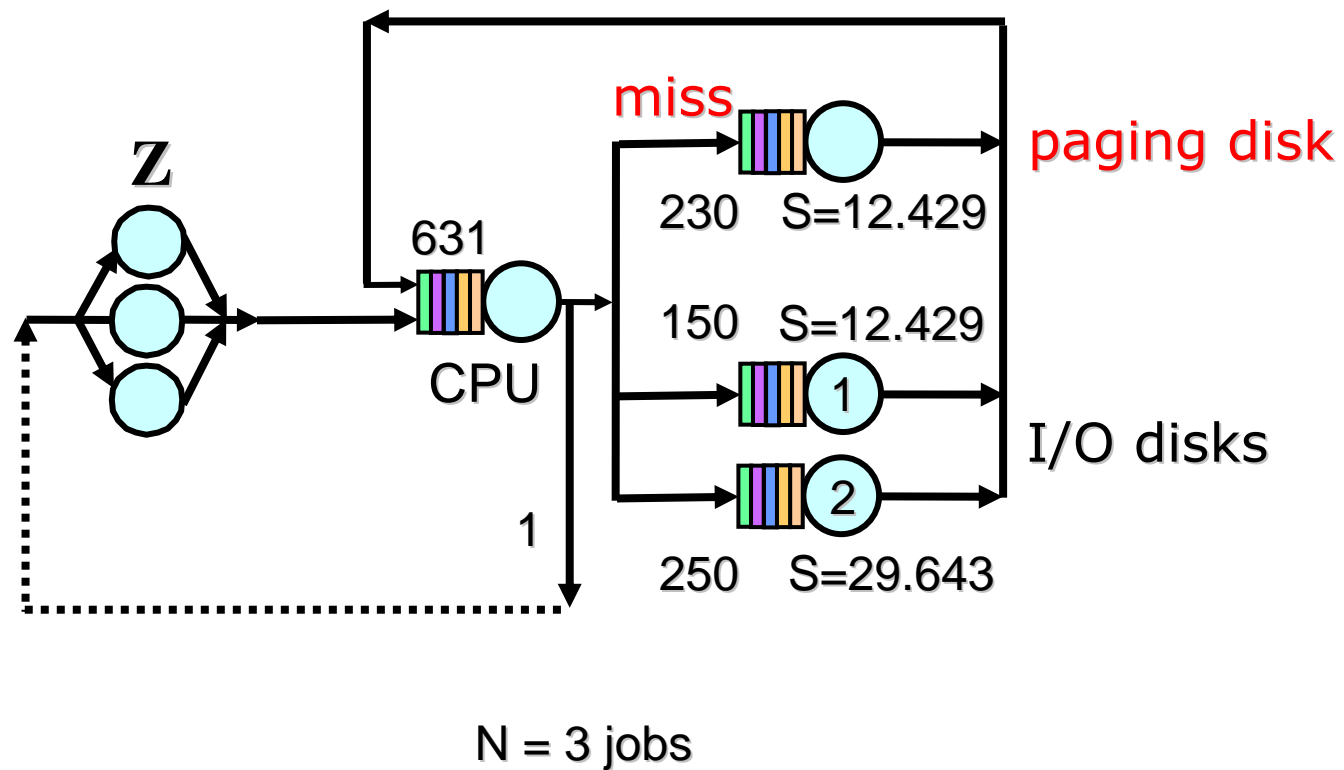 miss
paging disk
Z
230 S=12.429
631
150 S=12.429
CPU
1
I/O disks
2
1
250 S=29.643
N = 3 jobs